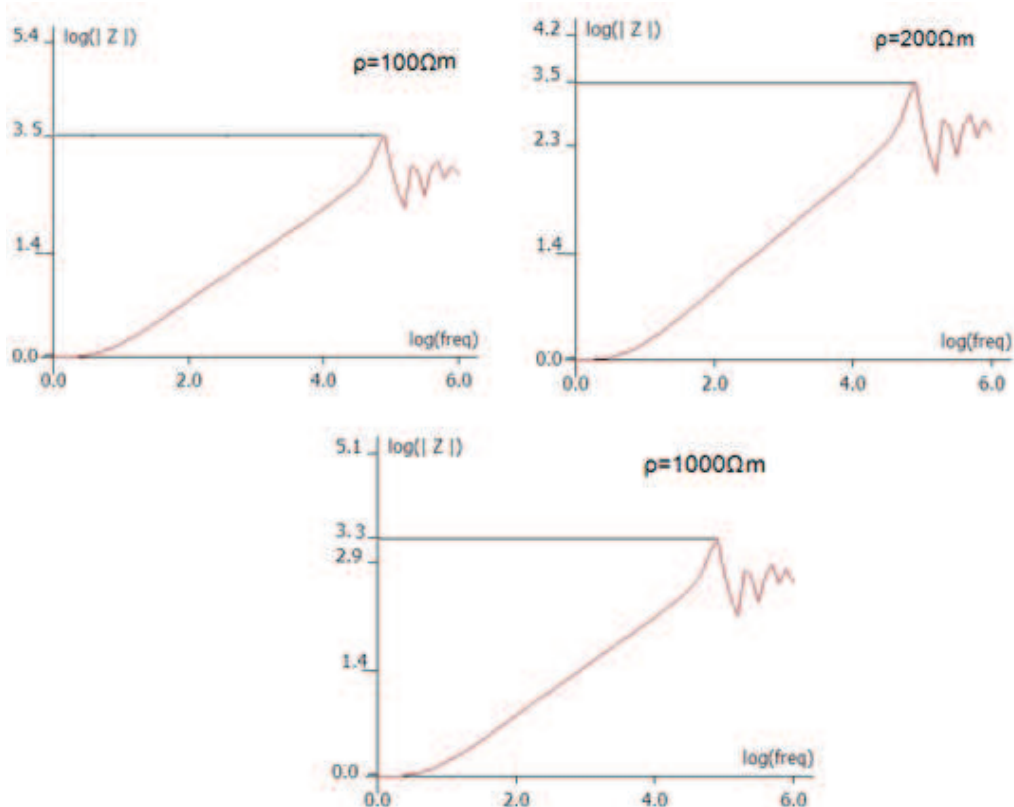 5.4 log(| Z |)
ρ=100Ωm
3.5
1.4
log(freq)
0.0
0.0 2.0 4.0 6.0
4.2 log(| Z |)
ρ=200Ωm
3.5
2.3
1.4
log(freq)
0.0
0.0 2.0 4.0 6.0
5.1 log(| Z |)
ρ=1000Ωm
3.3
2.9
1.4
log(freq)
0.0
0.0 2.0 4.0 6.0